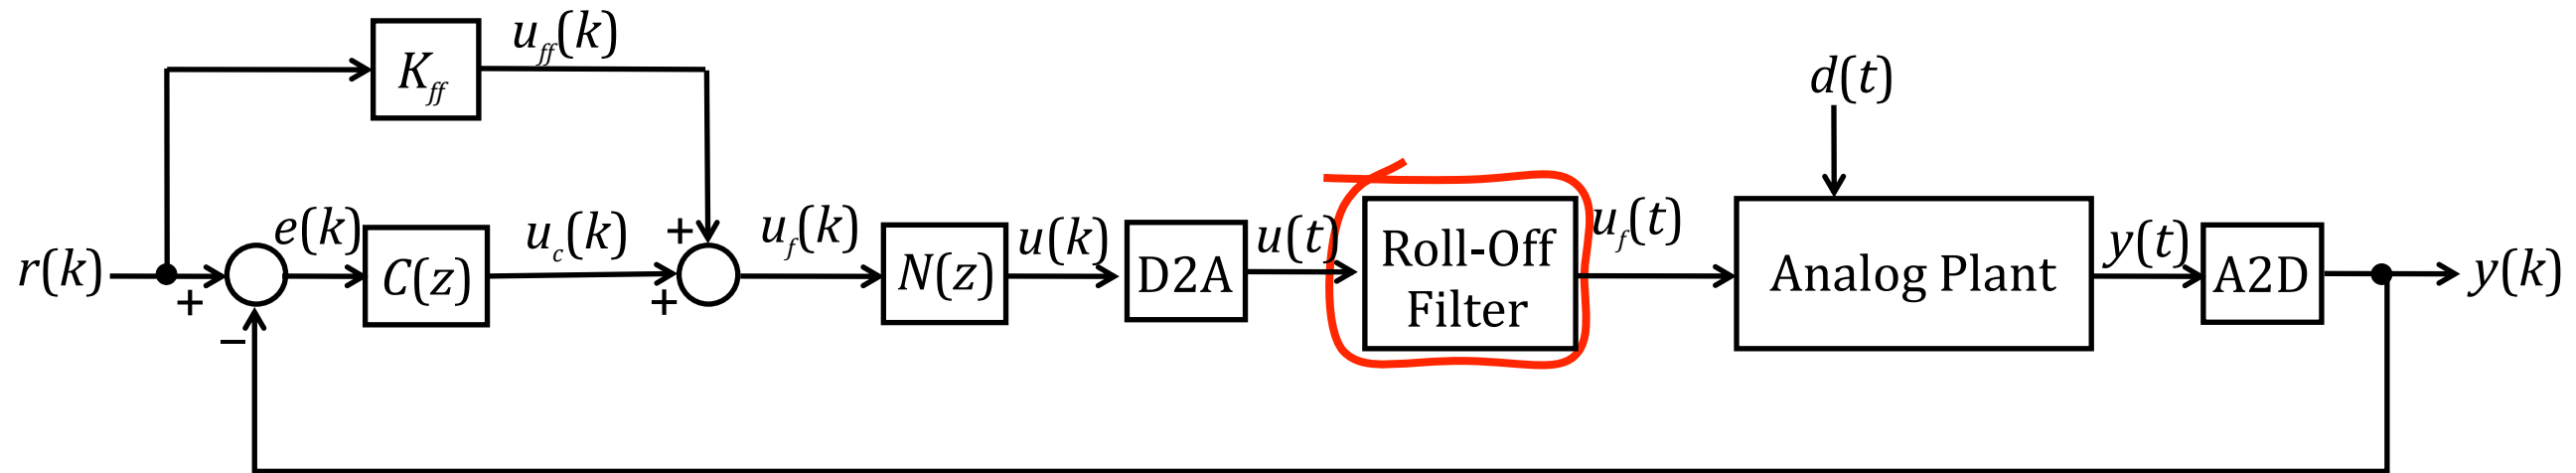 u_ff(k)
K_ff
d(t)
r(k)
+
−
e(k)
C(z)
u_c(k)
+
+
u_f(k)
N(z)
u(k)
D2A
u(t)
Roll-Off
Filter
u_f(t)
Analog Plant
y(t)
A2D
y(k)